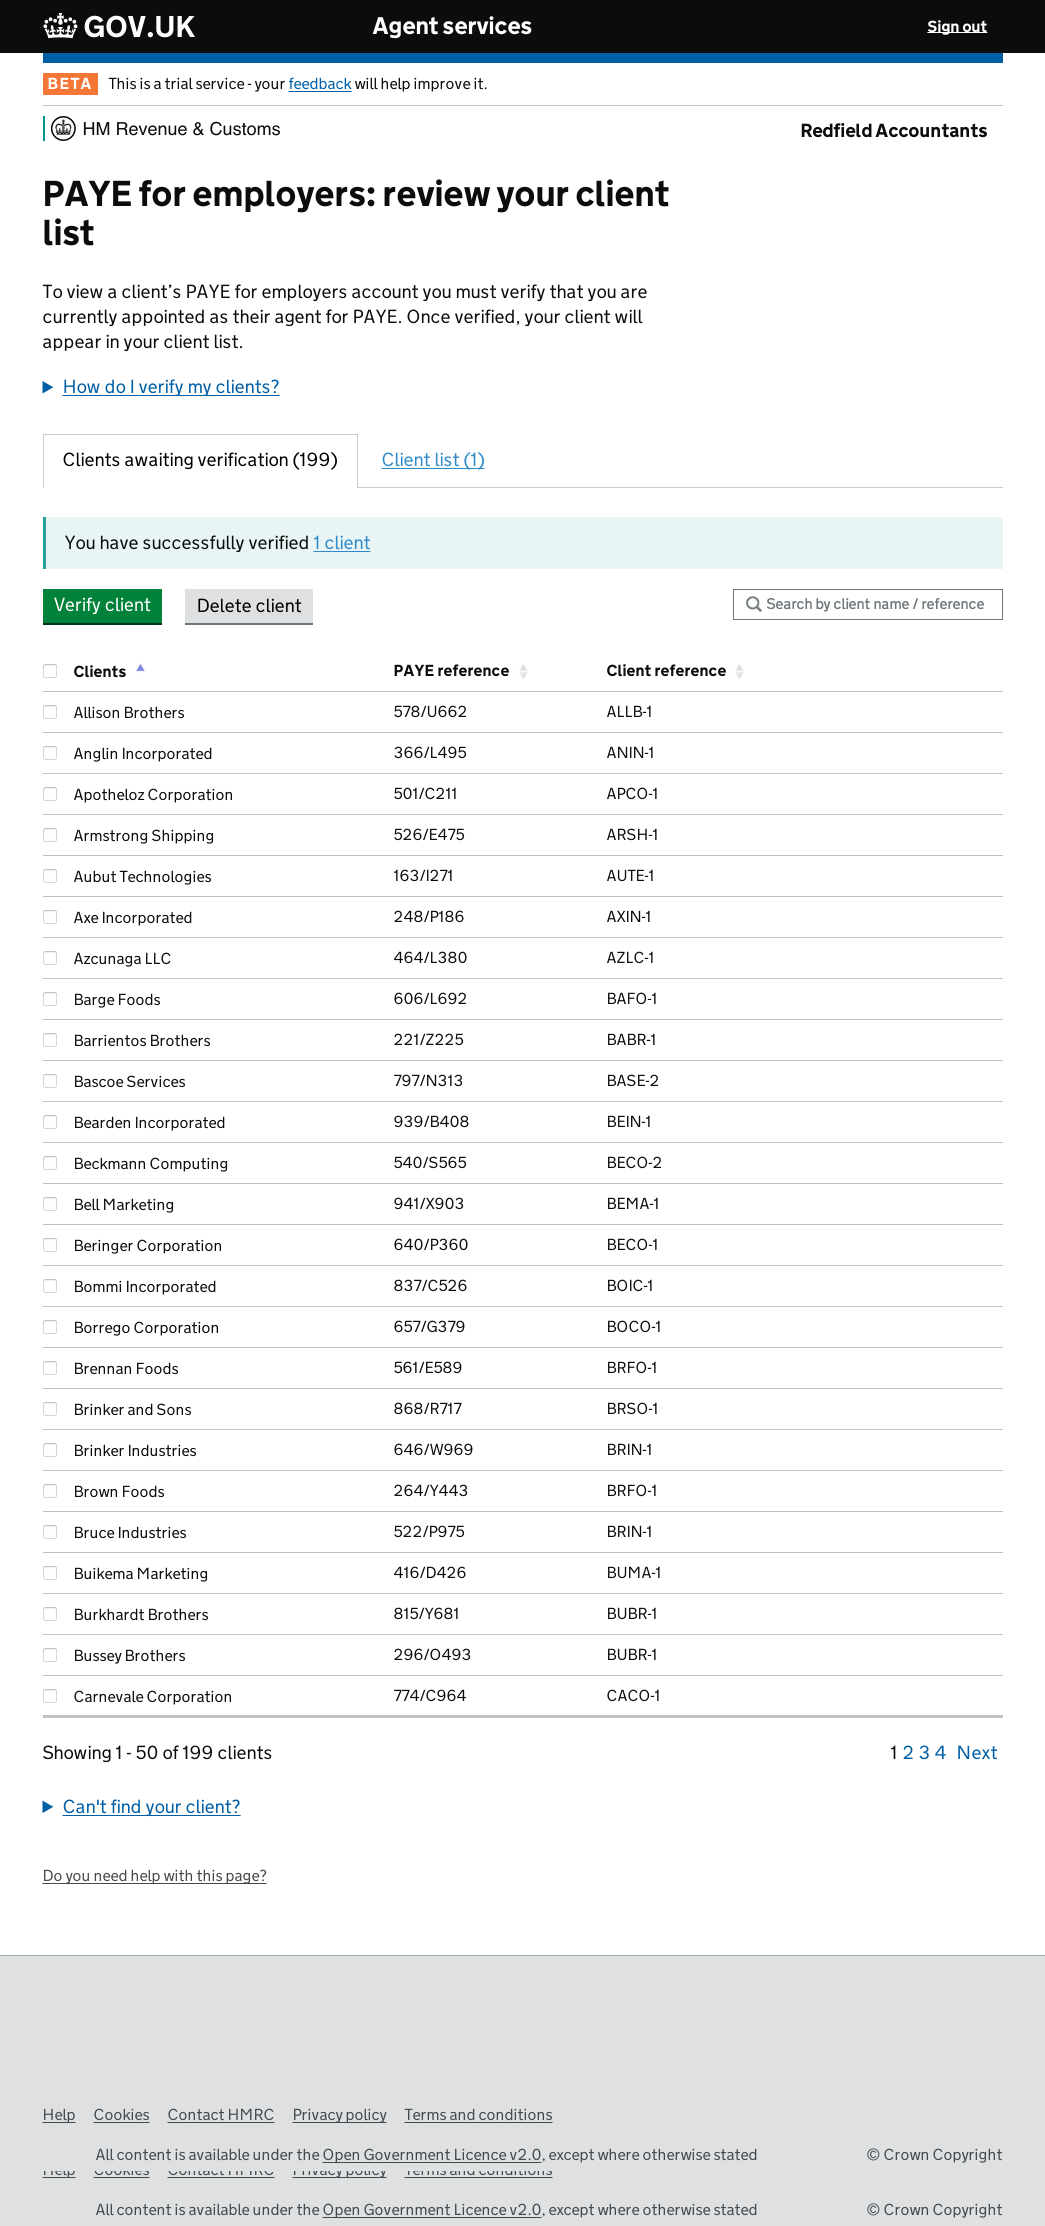 GOV.UK Agent services Sign out
BETA This is a trial service - your feedback will help improve it.
HM Revenue & Customs Redfield Accountants
PAYE for employers: review your client
list
To view a client’s PAYE for employers account you must verify that you are
currently appointed as their agent for PAYE. Once verified, your client will
appear in your client list.
How do I verify my clients?
Clients awaiting verification (199) Client list (1)
You have successfully verified 1 client
Verify client Delete client Search by client name / reference
Clients PAYE reference Client reference
Allison Brothers 578/U662 ALLB-1
Anglin Incorporated 366/L495 ANIN-1
Apotheloz Corporation 501/C211 APCO-1
Armstrong Shipping 526/E475 ARSH-1
Aubut Technologies 163/I271 AUTE-1
Axe Incorporated 248/P186 AXIN-1
Azcunaga LLC 464/L380 AZLC-1
Barge Foods 606/L692 BAFO-1
Barrientos Brothers 221/Z225 BABR-1
Bascoe Services 797/N313 BASE-2
Bearden Incorporated 939/B408 BEIN-1
Beckmann Computing 540/S565 BECO-2
Bell Marketing 941/X903 BEMA-1
Beringer Corporation 640/P360 BECO-1
Bommi Incorporated 837/C526 BOIC-1
Borrego Corporation 657/G379 BOCO-1
Brennan Foods 561/E589 BRFO-1
Brinker and Sons 868/R717 BRSO-1
Brinker Industries 646/W969 BRIN-1
Brown Foods 264/Y443 BRFO-1
Bruce Industries 522/P975 BRIN-1
Buikema Marketing 416/D426 BUMA-1
Burkhardt Brothers 815/Y681 BUBR-1
Bussey Brothers 296/O493 BUBR-1
Carnevale Corporation 774/C964 CACO-1
Showing 1 - 50 of 199 clients 1 2 3 4 Next
Can't find your client?
Do you need help with this page?
Help Cookies Contact HMRC Privacy policy Terms and conditions
All content is available under the Open Government Licence v2.0, except where otherwise stated © Crown Copyright
Help Cookies Contact HMRC Privacy policy Terms and conditions
All content is available under the Open Government Licence v2.0, except where otherwise stated © Crown Copyright